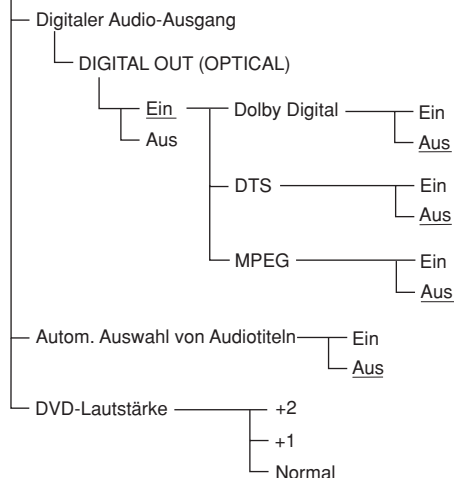 Digitaler Audio-Ausgang
DIGITAL OUT (OPTICAL)
Ein Dolby Digital Ein
Aus Aus
DTS Ein
Aus
MPEG Ein
Aus
Autom. Auswahl von Audiotiteln Ein
Aus
DVD-Lautstärke +2
+1
Normal